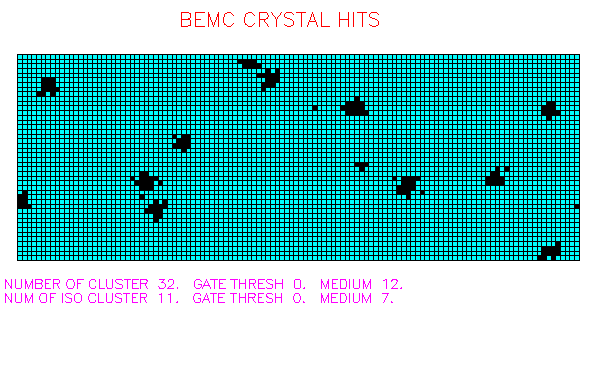 BEMC CRYSTAL HITS
NUMBER OF CLUSTER 32. GATE THRESH 0. MEDIUM 12.
NUM OF ISO CLUSTER 11. GATE THRESH 0. MEDIUM 7.